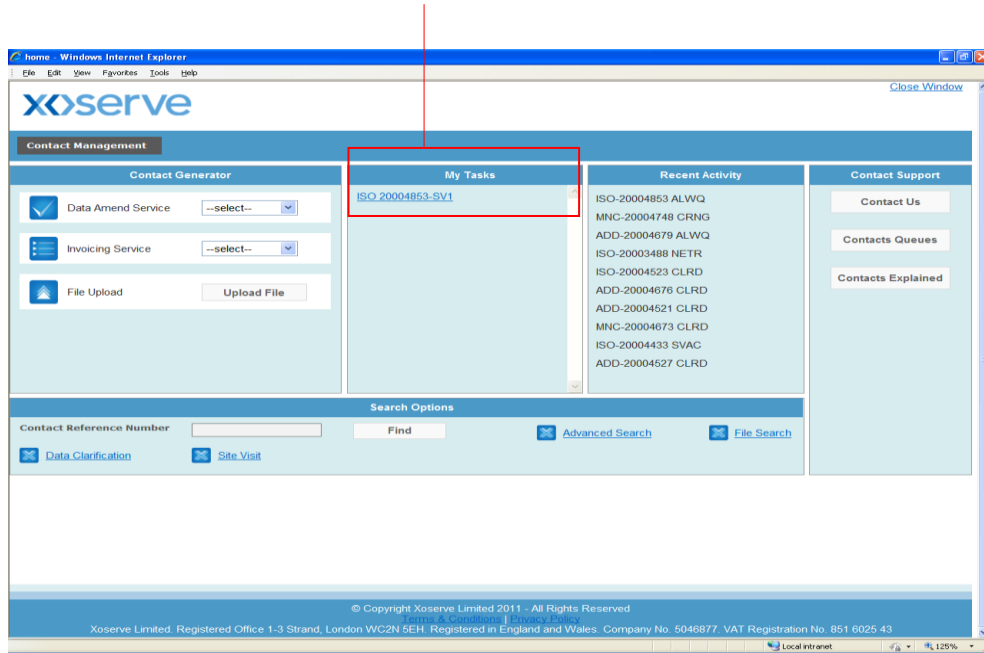 home - Windows Internet Explorer
File Edit View Favorites Tools Help
Close Window
xoserve
Contact Management
Contact Generator
Data Amend Service --select--
Invoicing Service --select--
File Upload Upload File
My Tasks
ISO 20004853-SV1
Recent Activity
ISO-20004853 ALWQ
MNC-20004748 CRNG
ADD-20004679 ALWQ
ISO-20003488 NETR
ISO-20004523 CLRD
ADD-20004676 CLRD
ADD-20004521 CLRD
MNC-20004673 CLRD
ISO-20004433 SVAC
ADD-20004527 CLRD
Contact Support
Contact Us
Contacts Queues
Contacts Explained
Search Options
Contact Reference Number Find Advanced Search File Search
Data Clarification Site Visit
© Copyright Xoserve Limited 2011 - All Rights Reserved
Terms & Conditions | Privacy Policy
Xoserve Limited. Registered Office 1-3 Strand, London WC2N 5EH. Registered in England and Wales. Company No. 5046877. VAT Registration No. 851 6025 43
Local intranet 125%